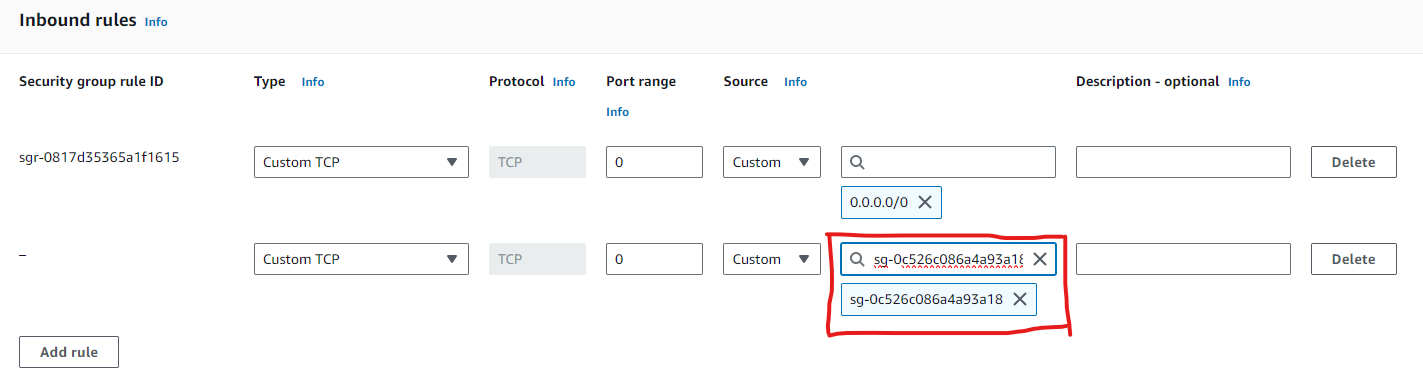 Inbound rules Info
Security group rule ID Type Info Protocol Info Port range Info Source Info Description - optional Info
sgr-0817d35365a1f1615 Custom TCP TCP 0 Custom Delete
0.0.0.0/0
– Custom TCP TCP 0 Custom sg-0c526c086a4a93a18 Delete
sg-0c526c086a4a93a18
Add rule